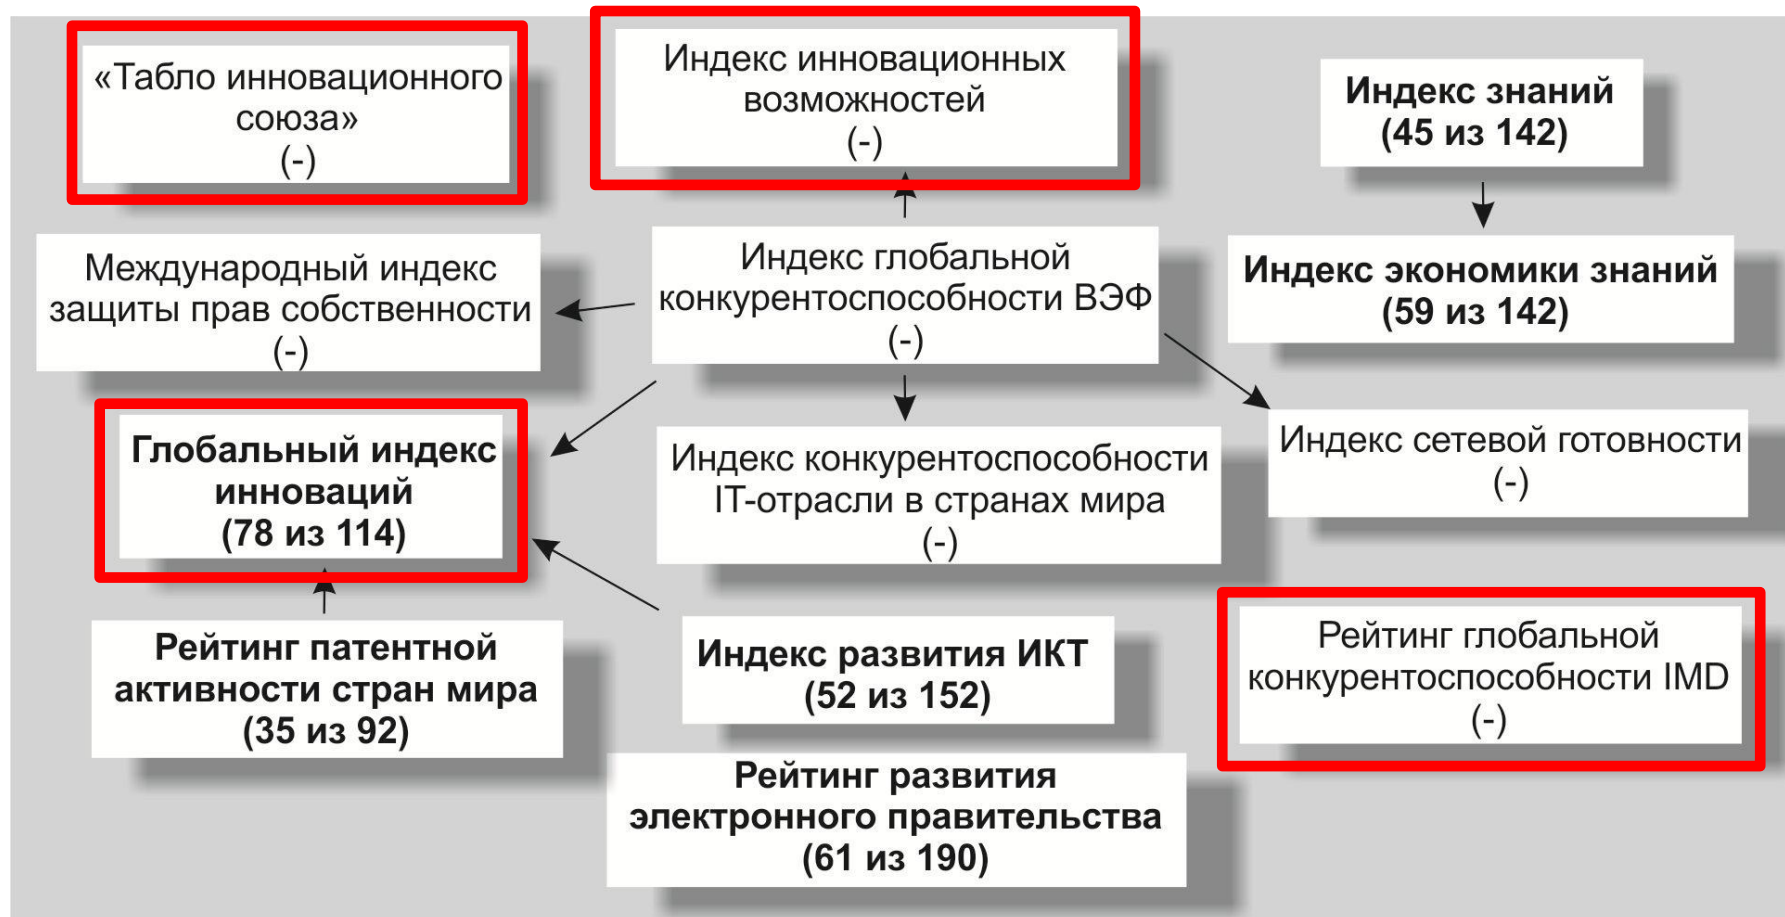 «Табло инновационного
союза»
(-)
Индекс инновационных
возможностей
(-)
Индекс знаний
(45 из 142)
Международный индекс
защиты прав собственности
(-)
Индекс глобальной
конкурентоспособности ВЭФ
(-)
Индекс экономики знаний
(59 из 142)
Глобальный индекс
инноваций
(78 из 114)
Индекс конкурентоспособности
IT-отрасли в странах мира
(-)
Индекс сетевой готовности
(-)
Рейтинг патентной
активности стран мира
(35 из 92)
Индекс развития ИКТ
(52 из 152)
Рейтинг глобальной
конкурентоспособности IMD
(-)
Рейтинг развития
электронного правительства
(61 из 190)